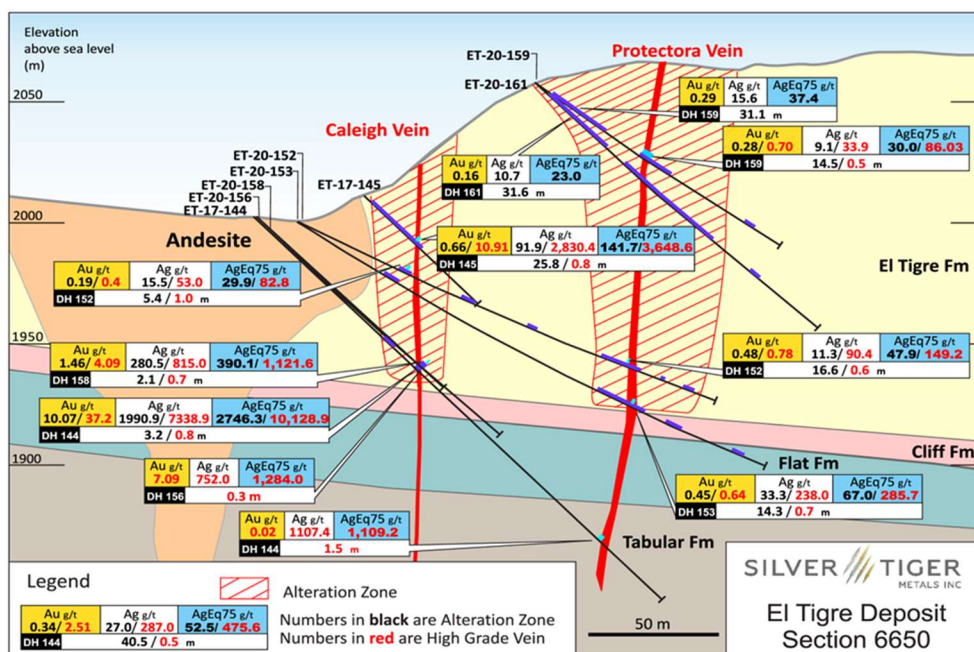 Elevation
above sea level
(m)
2050
2000
1950
1900
ET-20-159
ET-20-161
Protectora Vein
Caleigh Vein
ET-20-152
ET-20-153
ET-20-158
ET-20-156
ET-17-144
ET-17-145
Andesite
El Tigre Fm
Cliff Fm
Flat Fm
Tabular Fm
Au g/t Ag g/t AgEq75 g/t
0.29 15.6 37.4
DH 159 31.1 m
Au g/t Ag g/t AgEq75 g/t
0.28/ 0.70 9.1/ 33.9 30.0/ 86.03
DH 159 14.5/ 0.5 m
Au g/t Ag g/t AgEq75 g/t
0.16 10.7 23.0
DH 161 31.6 m
Au g/t Ag g/t AgEq75 g/t
0.66/ 10.91 91.9/ 2,830.4 141.7/3,648.6
DH 145 25.8 / 0.8 m
Au g/t Ag g/t AgEq75 g/t
0.19/ 0.4 15.5/ 53.0 29.9/ 82.8
DH 152 5.4 / 1.0 m
Au g/t Ag g/t AgEq75 g/t
1.46/ 4.09 280.5/ 815.0 390.1/ 1,121.6
DH 158 2.1 / 0.7 m
Au g/t Ag g/t AgEq75 g/t
10.07/ 37.2 1990.9/ 7338.9 2746.3/ 10,128.9
DH 144 3.2 / 0.8 m
Au g/t Ag g/t AgEq75 g/t
7.09 752.0 1,284.0
DH 156 0.3 m
Au g/t Ag g/t AgEq75 g/t
0.02 1107.4 1,109.2
DH 144 1.5 m
Au g/t Ag g/t AgEq75 g/t
0.48/ 0.78 11.3/ 90.4 47.9/ 149.2
DH 152 16.6 / 0.6 m
Au g/t Ag g/t AgEq75 g/t
0.45/ 0.64 33.3/ 238.0 67.0/ 285.7
DH 153 14.3 / 0.7 m
Legend
Au g/t Ag g/t AgEq75 g/t
0.34/ 2.51 27.0/ 287.0 52.5/ 475.6
DH 144 40.5 / 0.5 m
Alteration Zone
Numbers in black are Alteration Zone
Numbers in red are High Grade Vein
50 m
SILVER TIGER
METALS INC
El Tigre Deposit
Section 6650